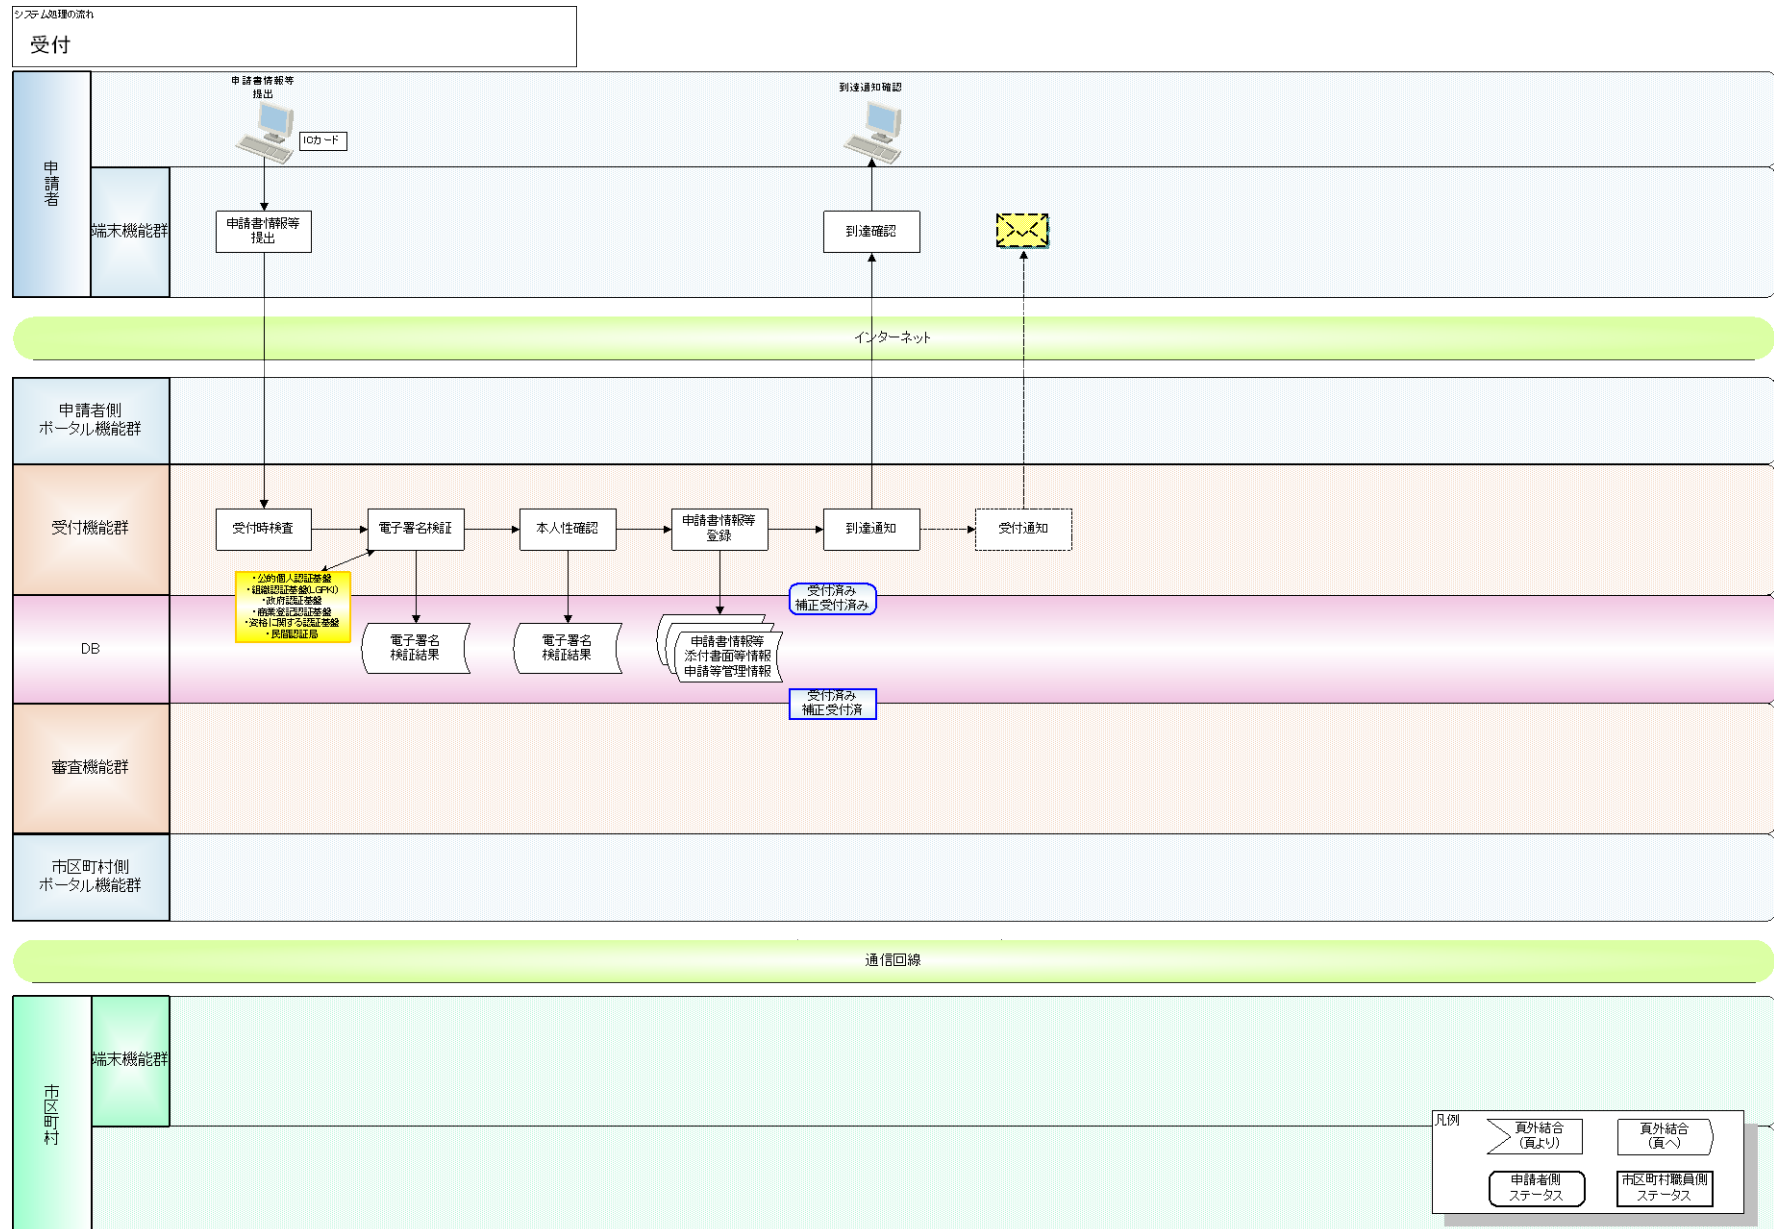 システム処理の流れ
受付
申請書情報等
提出
ICカード
到達通知確認
申
請
者
端末機能群
申請書情報等
提出
到達確認
インターネット
申請者側
ポータル機能群
受付機能群
受付時検査
電子署名検証
本人性確認
申請書情報等
登録
到達通知
受付通知
・公的個人認証基盤
・組織認証基盤(LGPKI)
・政府認証基盤
・商業登記認証基盤
・資格に関する認証基盤
・民間認証局
受付済み
補正受付済み
DB
電子署名
検証結果
電子署名
検証結果
申請書情報等
添付書面等情報
申請等管理情報
受付済み
補正受付済
審査機能群
市区町村側
ポータル機能群
通信回線
市
区
町
村
端末機能群
凡例
頁外結合
(頁より)
頁外結合
(頁へ)
申請者側
ステータス
市区町村職員側
ステータス